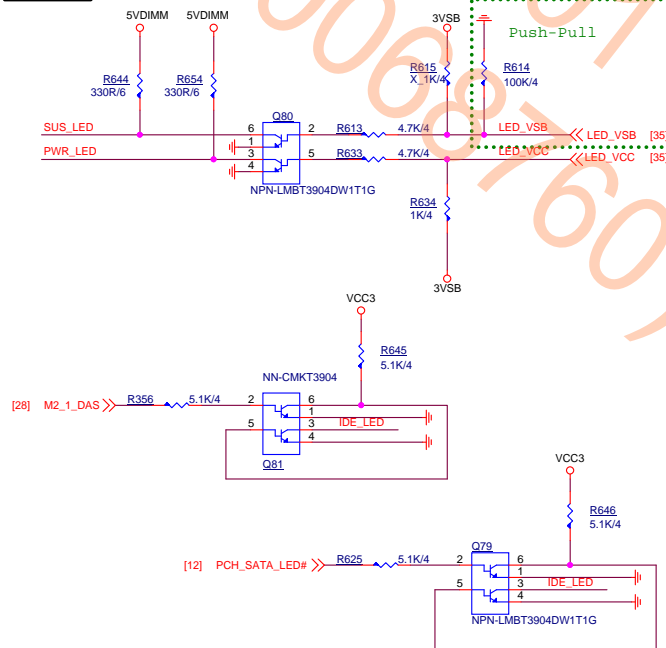 5VDIMM 5VDIMM 3VSB
Push-Pull
R644 R654 R615 R614
330R/6 330R/6 X_1K/4 100K/4
Q80
SUS_LED 6 2 R613 4.7K/4 LED_VSB LED_VSB [35]
1
PWR_LED 3 5 R633 4.7K/4 LED_VCC LED_VCC [35]
4
NPN-LMBT3904DW1T1G
R634
1K/4
3VSB
VCC3
R645
5.1K/4
NN-CMKT3904
[28] M2_1_DAS R356 5.1K/4 2 6
1
5 3 IDE_LED
4
Q81
VCC3
R646
5.1K/4
Q79
[12] PCH_SATA_LED# R625 5.1K/4 2 6
1
5 3 IDE_LED
4
NPN-LMBT3904DW1T1G